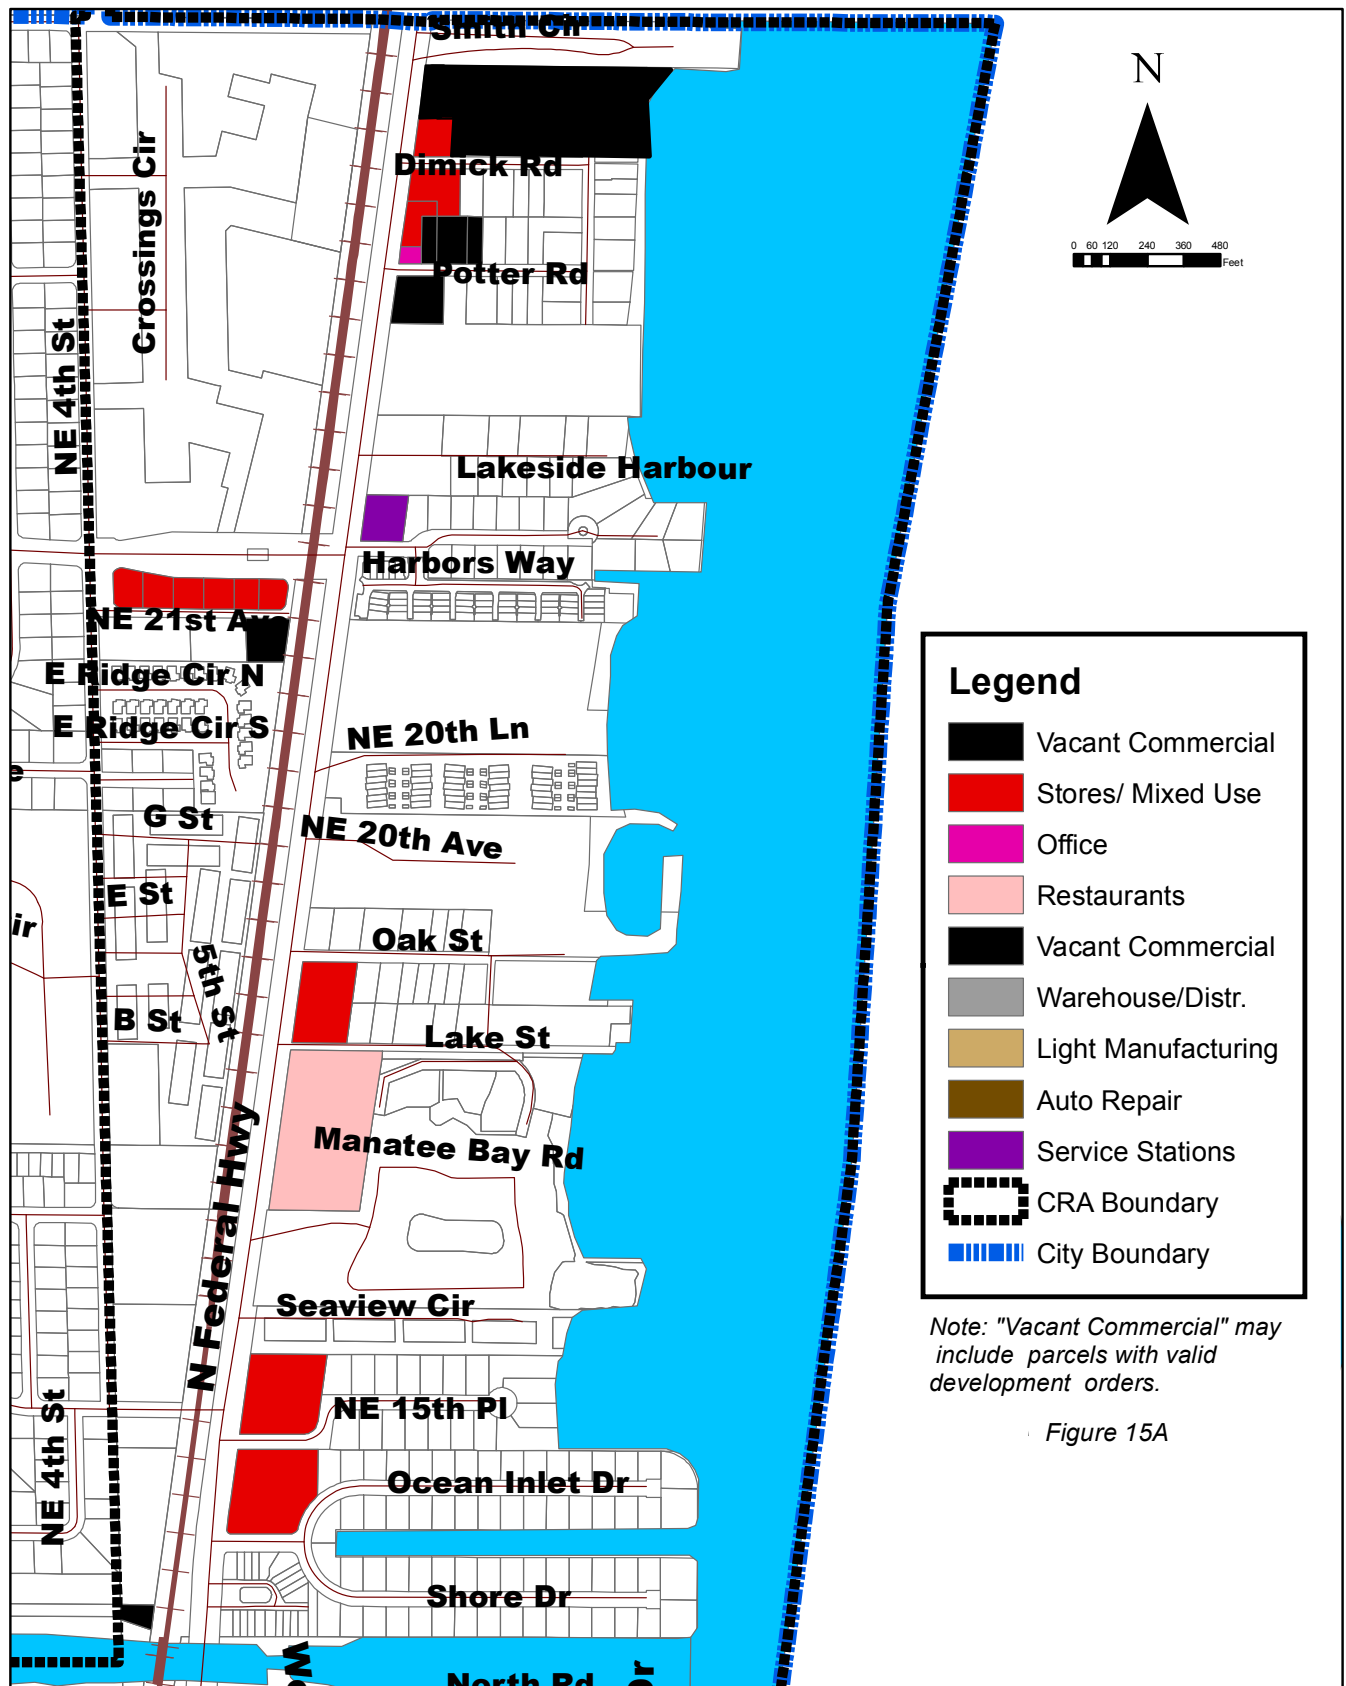 Smith Ch
N
Crossings Cir
Dimick Rd
0 60 120 240 360 480
Feet
Potter Rd
NE 4th St
Lakeside Harbour
Harbors Way
NE 21st Ave
E Ridge Cir N
E Ridge Cir S
NE 20th Ln
e
G St
NE 20th Ave
E St
ir
Oak St
5th St
B St
Lake St
Manatee Bay Rd
N Federal Hwy
Seaview Cir
NE 15th Pl
NE 4th St
Ocean Inlet Dr
Shore Dr
North Rd
Dr
Legend
Vacant Commercial
Stores/ Mixed Use
Office
Restaurants
Vacant Commercial
Warehouse/Distr.
Light Manufacturing
Auto Repair
Service Stations
CRA Boundary
City Boundary
Note: "Vacant Commercial" may
include parcels with valid
development orders.
Figure 15A